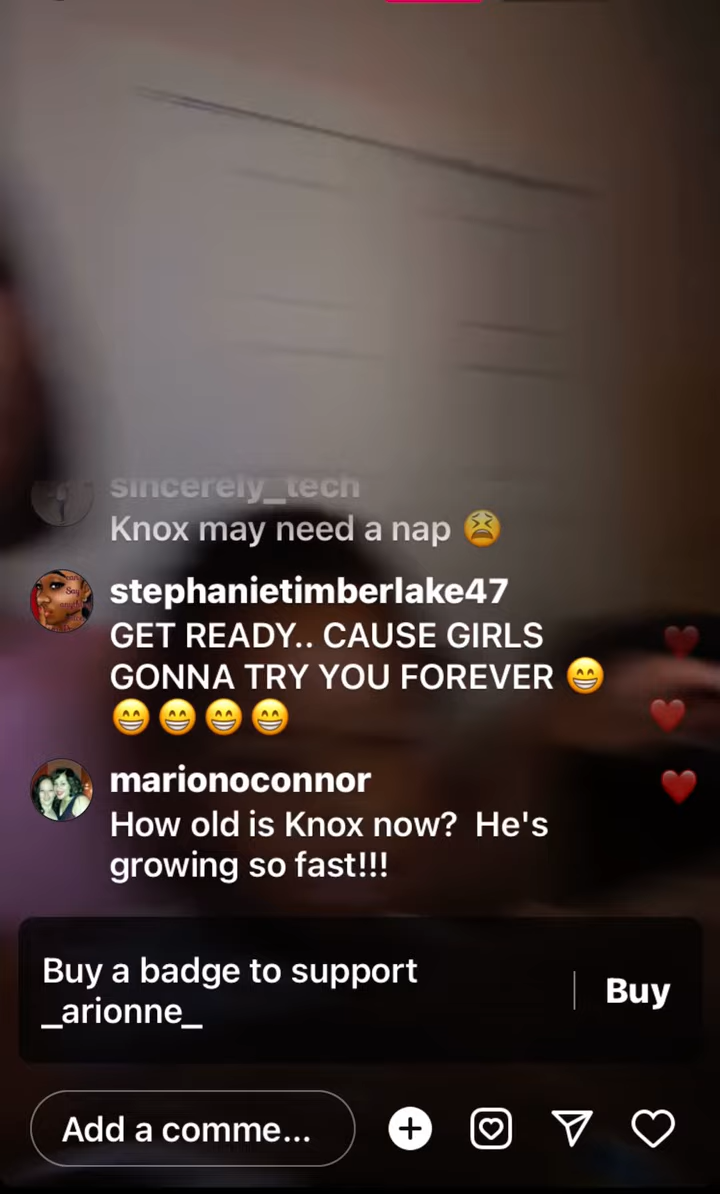 sincerely_tech
Knox may need a nap 😫
stephanietimberlake47
GET READY.. CAUSE GIRLS
GONNA TRY YOU FOREVER 😁
😁😁😁😁
marionoconnor
How old is Knox now?  He's
growing so fast!!!
Buy a badge to support
_arionne_
Buy
Add a comme...